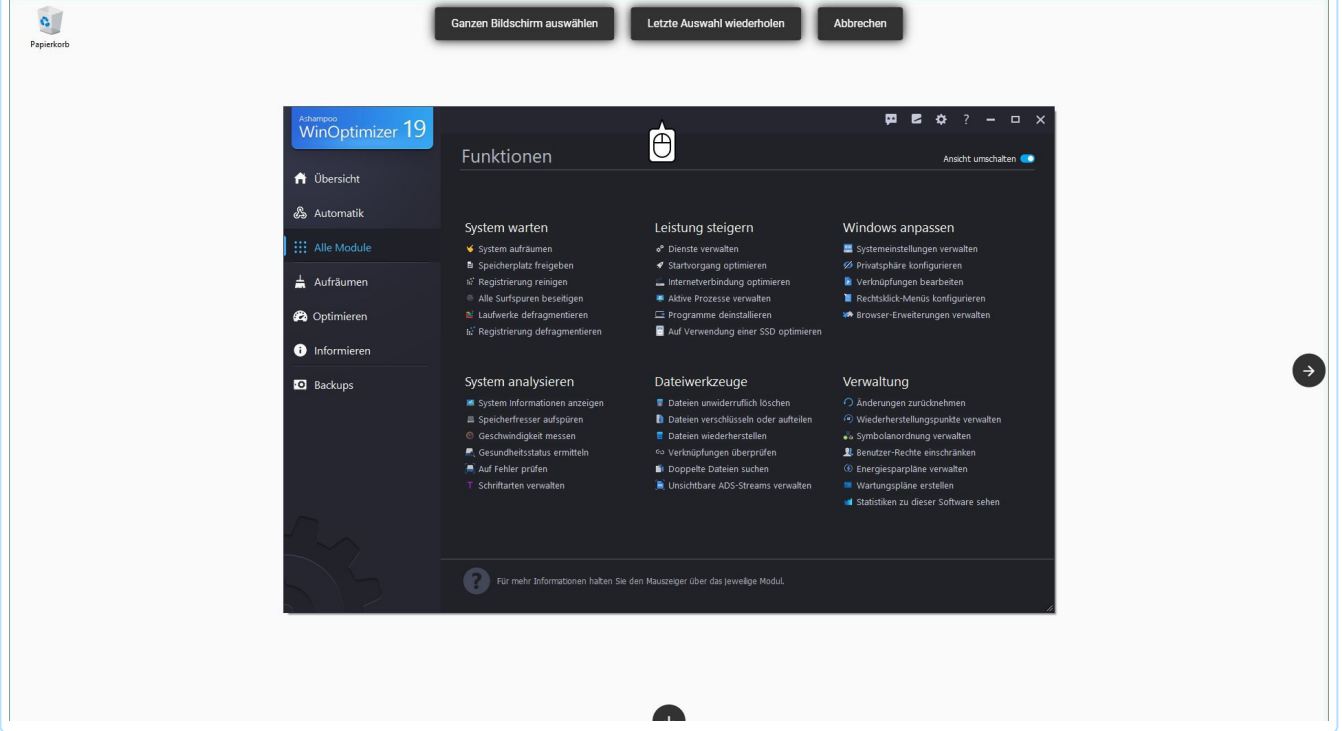 Ganzen Bildschirm auswählen
Letzte Auswahl wiederholen
Abbrechen
Papierkorb
Ashampoo
WinOptimizer 19
Funktionen
Ansicht umschalten
Übersicht
Automatik
Alle Module
Aufräumen
Optimieren
Informieren
Backups
System warten
System aufräumen
Speicherplatz freigeben
Registrierung reinigen
Alle Surfspuren beseitigen
Laufwerke defragmentieren
Registrierung defragmentieren
Leistung steigern
Dienste verwalten
Startvorgang optimieren
Internetverbindung optimieren
Aktive Prozesse verwalten
Programme deinstallieren
Auf Verwendung einer SSD optimieren
Windows anpassen
Systemeinstellungen verwalten
Privatsphäre konfigurieren
Verknüpfungen bearbeiten
Rechtsklick-Menüs konfigurieren
Browser-Erweiterungen verwalten
System analysieren
System Informationen anzeigen
Speicherfresser aufspüren
Geschwindigkeit messen
Gesundheitsstatus ermitteln
Auf Fehler prüfen
Schriftarten verwalten
Dateiwerkzeuge
Dateien unwiderruflich löschen
Dateien verschlüsseln oder aufteilen
Dateien wiederherstellen
Verknüpfungen überprüfen
Doppelte Dateien suchen
Unsichtbare ADS-Streams verwalten
Verwaltung
Änderungen zurücknehmen
Wiederherstellungspunkte verwalten
Symbolanordnung verwalten
Benutzer-Rechte einschränken
Energiesparpläne verwalten
Wartungspläne erstellen
Statistiken zu dieser Software sehen
Für mehr Informationen halten Sie den Mauszeiger über das jeweilige Modul.